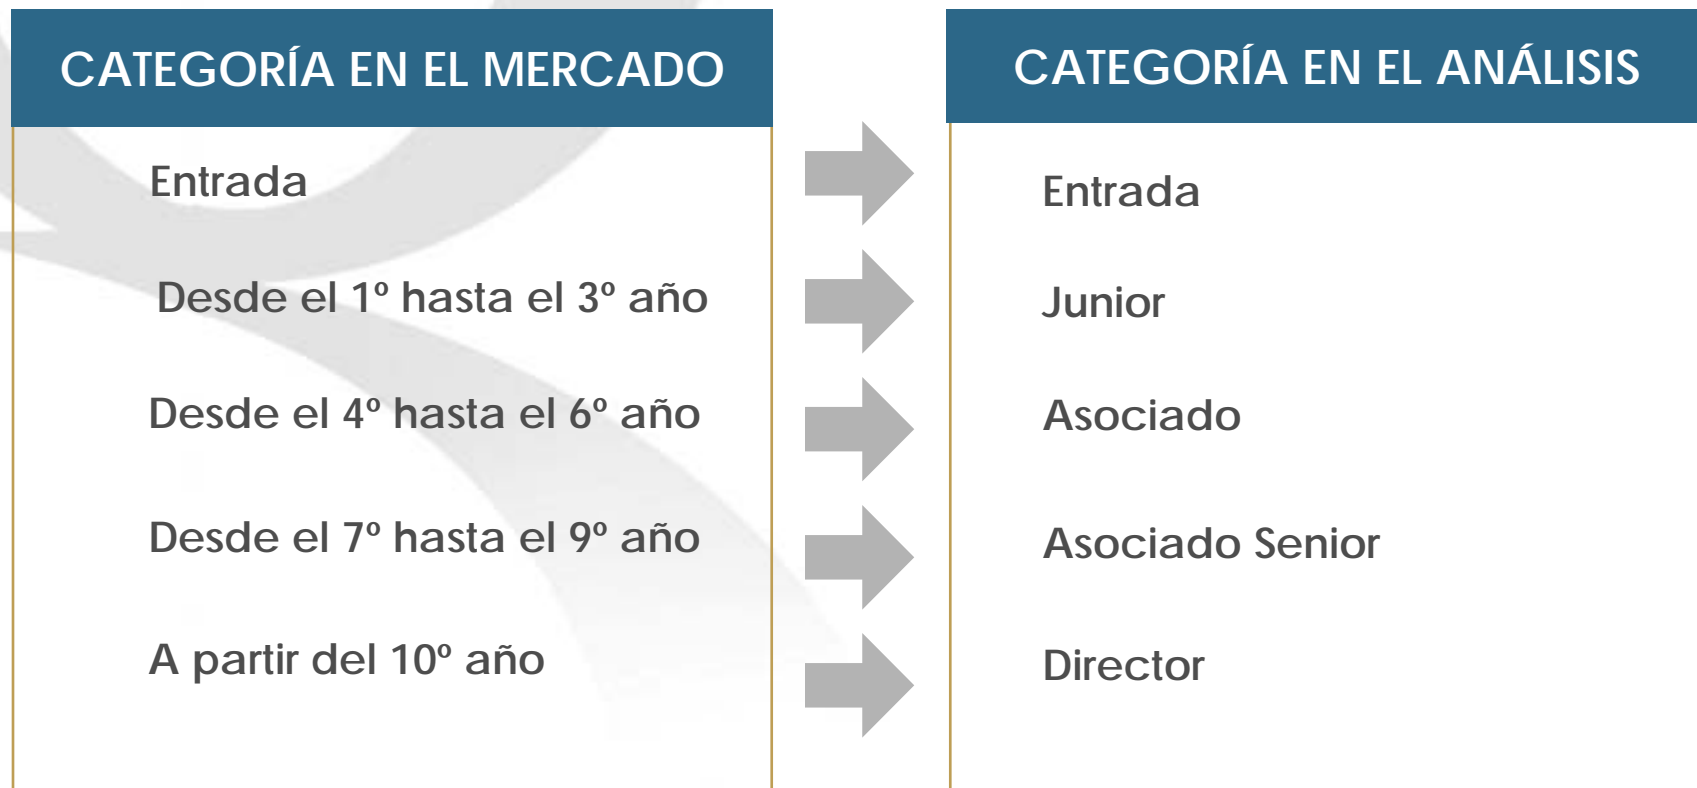 CATEGORÍA EN EL MERCADO
Entrada
Desde el 1º hasta el 3º año
Desde el 4º hasta el 6º año
Desde el 7º hasta el 9º año
A partir del 10º año
CATEGORÍA EN EL ANÁLISIS
Entrada
Junior
Asociado
Asociado Senior
Director